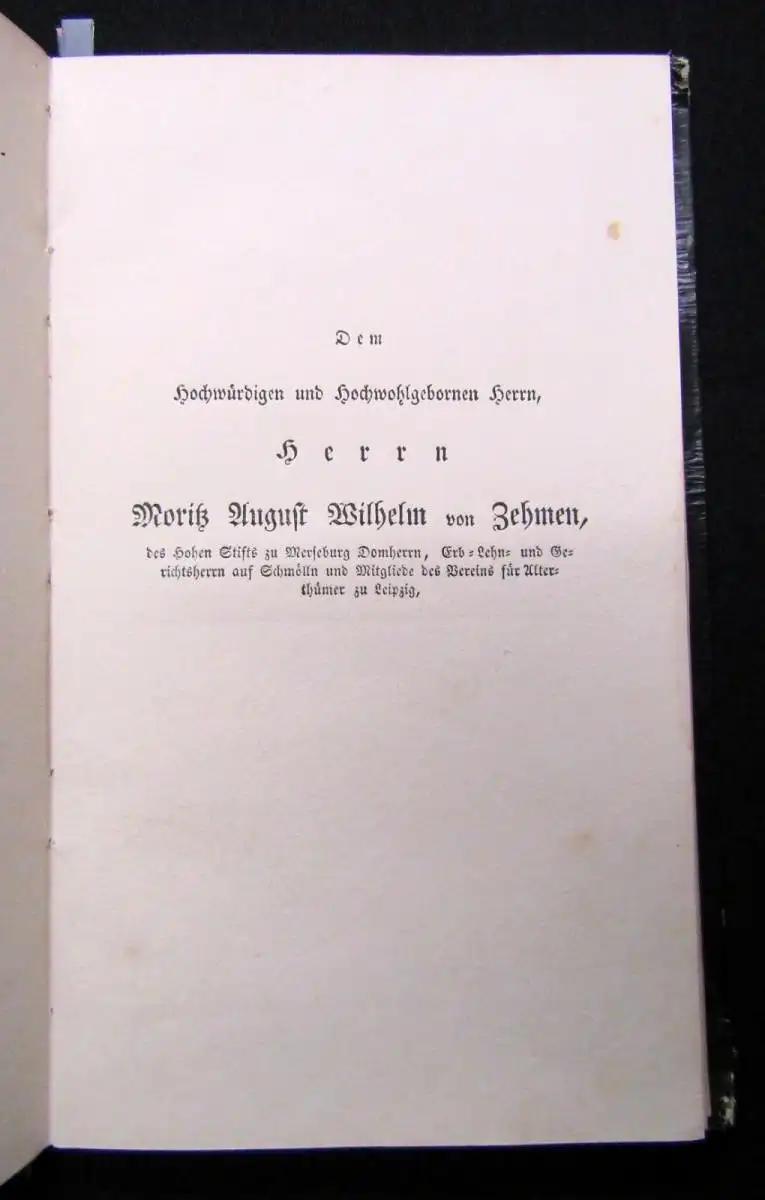 Dem
Hochwürdigen und Hochwohlgebornen Herrn,
Herrn
Moritz August Wilhelm von Zehmen,
des Hohen Stifts zu Merseburg Domherrn, Erb-Lehn- und Ge-
richtsherrn auf Schmölln und Mitgliede des Vereins für Alter-
thümer zu Leipzig,